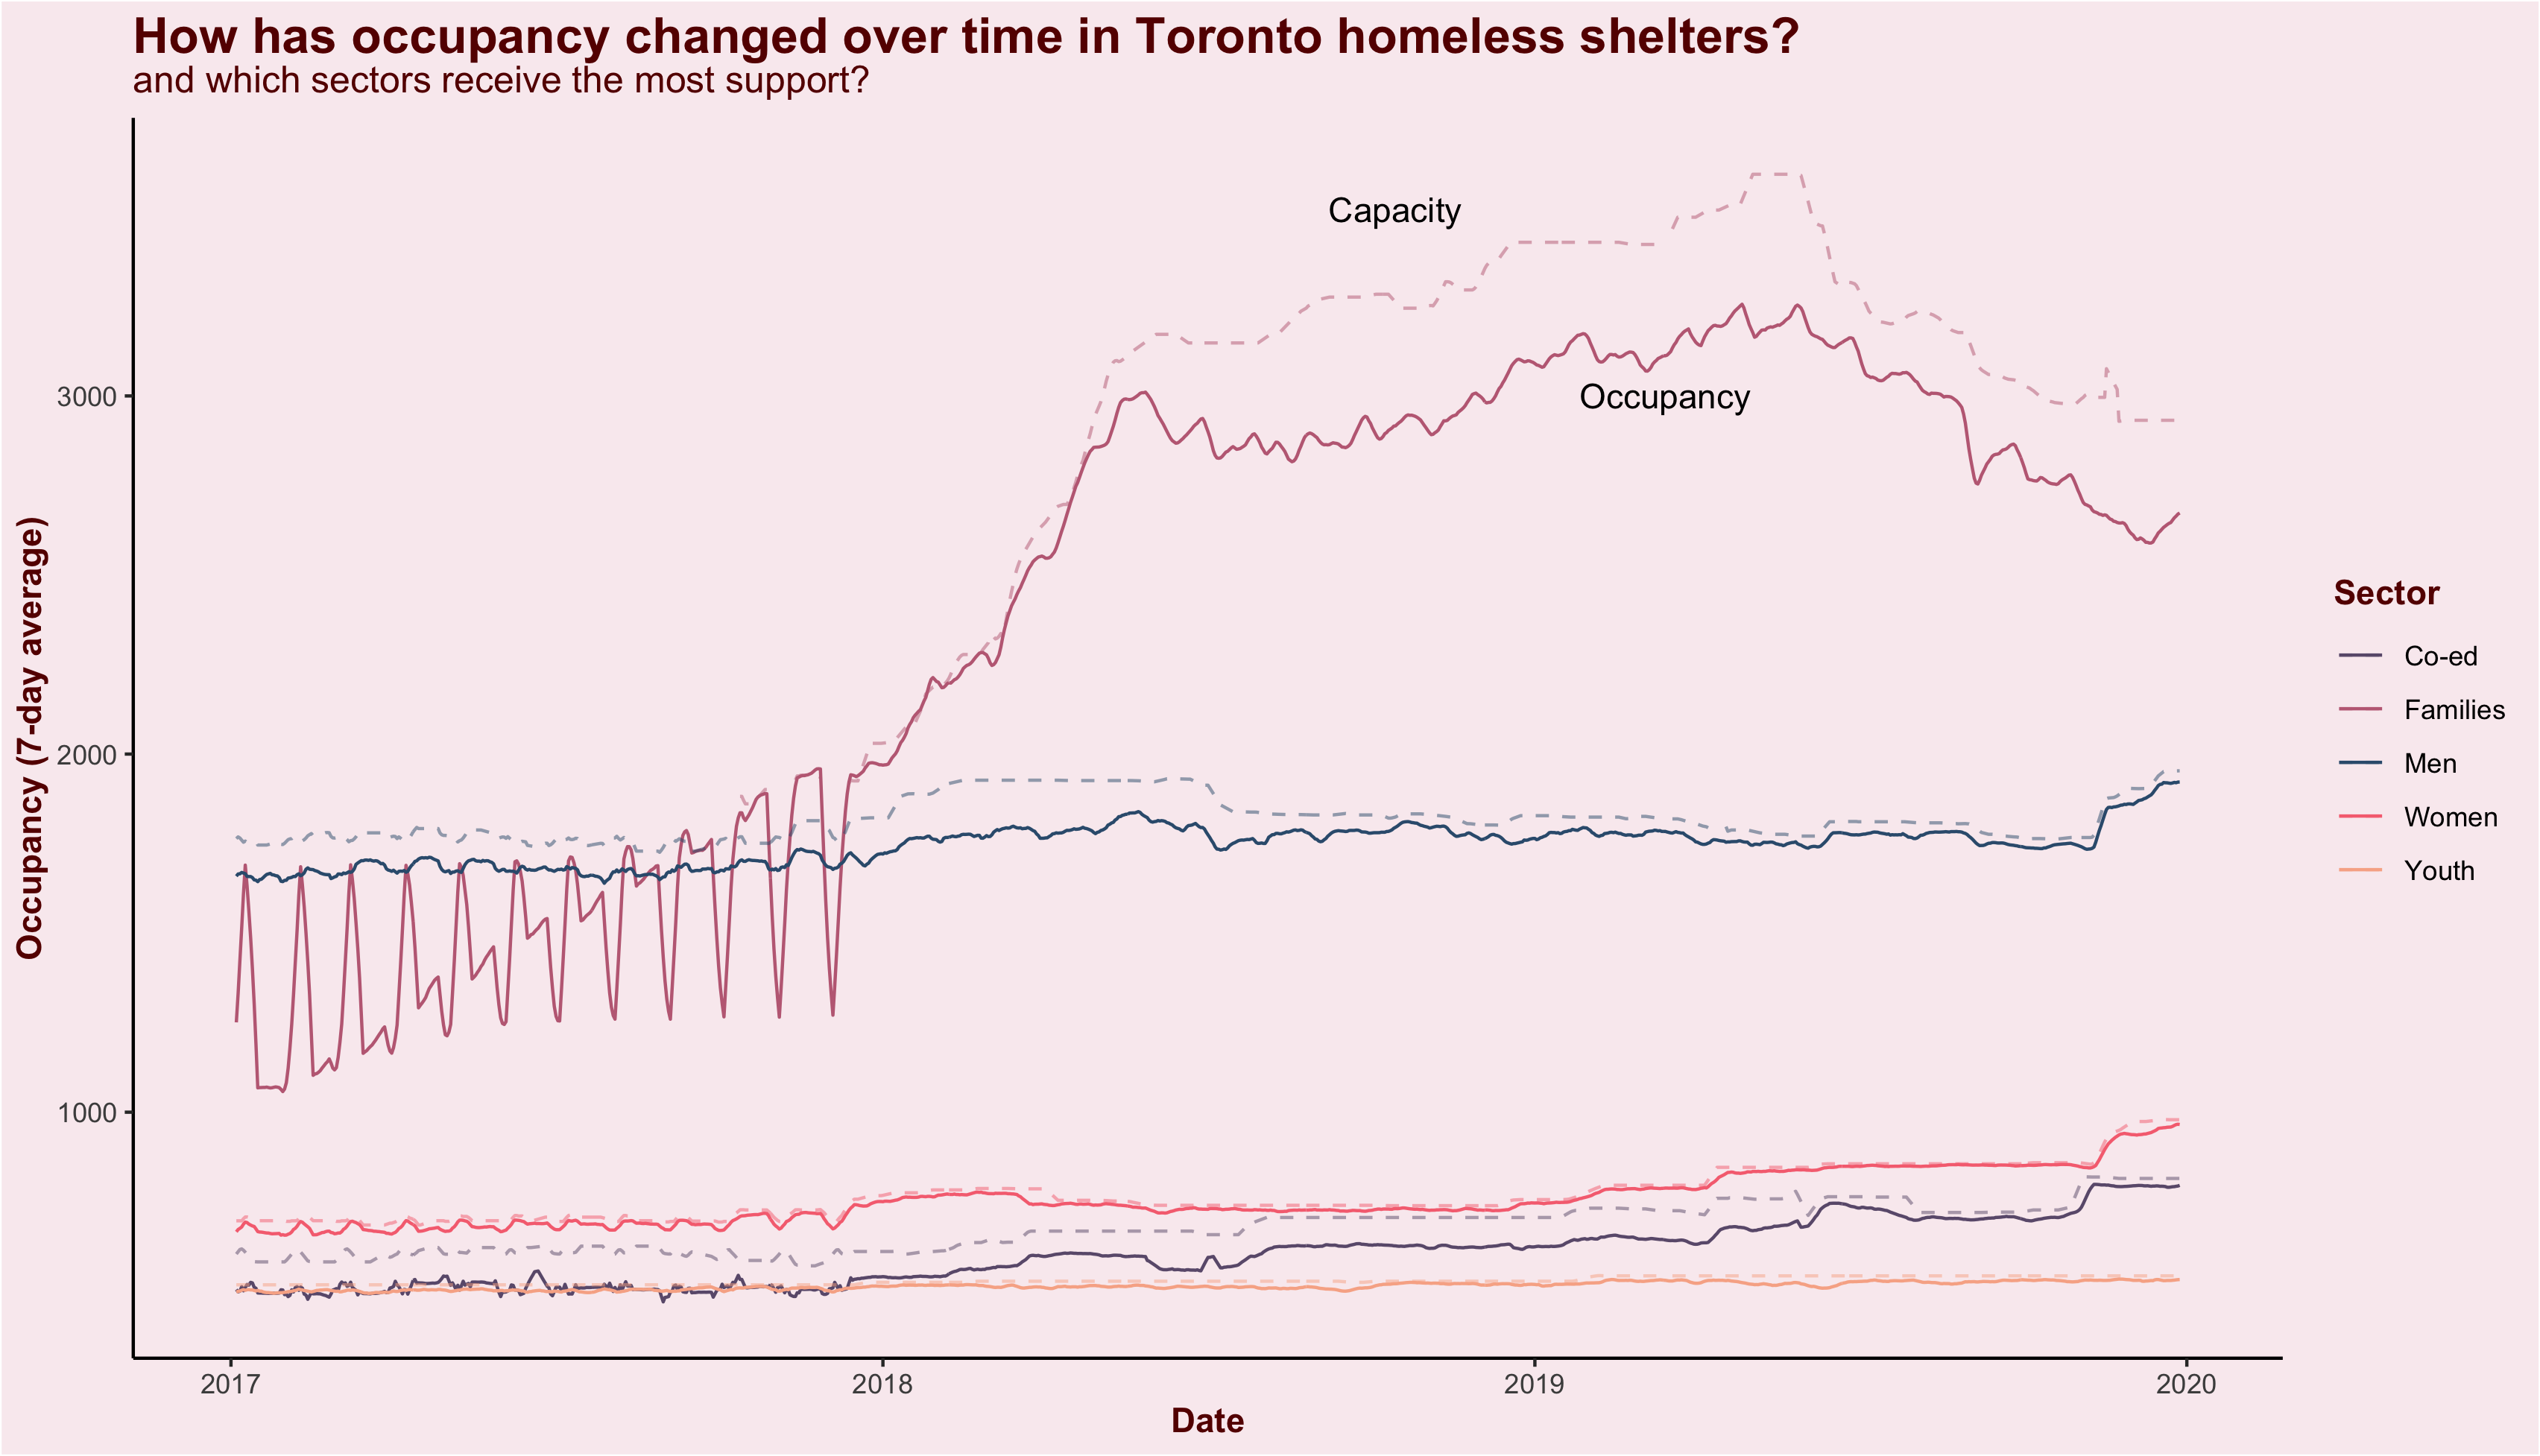 How has occupancy changed over time in Toronto homeless shelters?
and which sectors receive the most support?
Capacity
Occupancy
3000
2000
1000
Occupancy (7-day average)
2017
2018
2019
2020
Date
Sector
Co-ed
Families
Men
Women
Youth